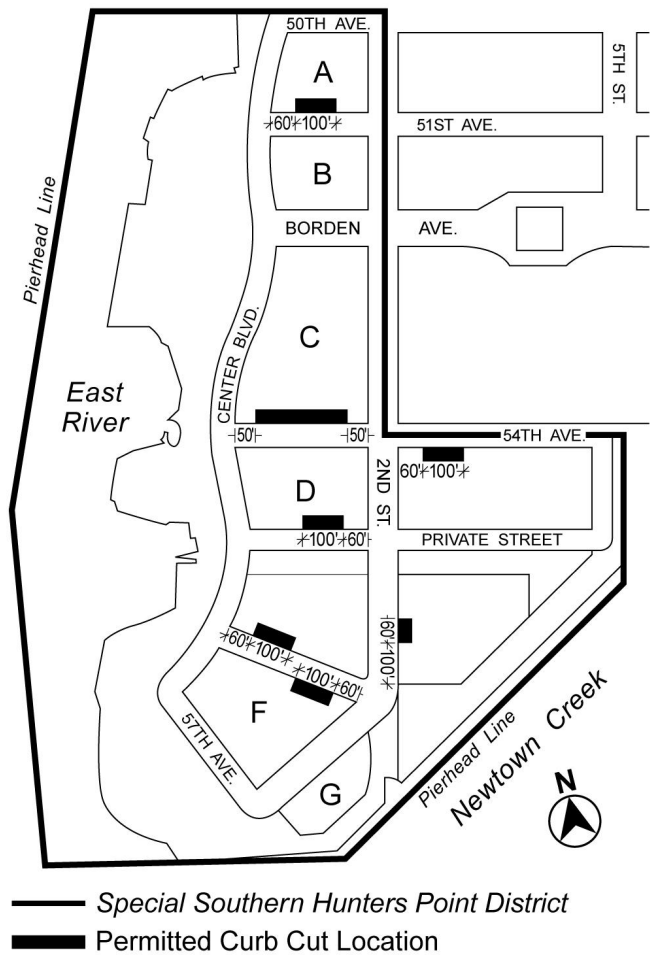 50TH AVE.
A
5TH ST.
60' 100'
51ST AVE.
B
Pierhead Line
BORDEN AVE.
CENTER BLVD.
C
East
River
50' 50'
54TH AVE.
2ND ST.
60' 100'
D
100' 60'
PRIVATE STREET
60' 100'
60' 100'
100' 60'
F
57TH AVE.
G
Pierhead Line
Newtown Creek
N
Special Southern Hunters Point District
Permitted Curb Cut Location